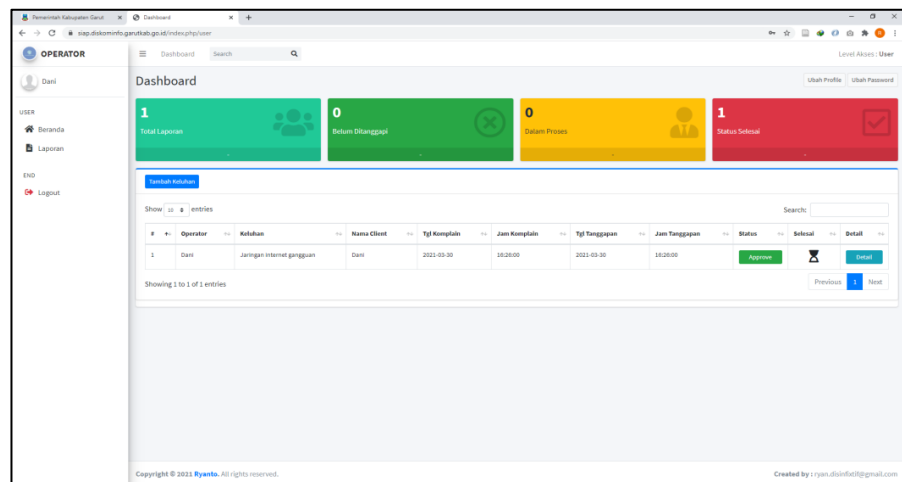 Pemerintah Kabupaten Garut
Dashboard
siap.diskominfo.garutkab.go.id/index.php/user
OPERATOR
Dashboard
Search
Level Akses : User
Dani
Dashboard
Ubah Profile
Ubah Password
USER
Beranda
Laporan
END
Logout
1
Total Laporan
0
Belum Ditanggapi
0
Dalam Proses
1
Status Selesai
Tambah Keluhan
Show 10 entries
Search:
# Operator Keluhan Nama Client Tgl Komplain Jam Komplain Tgl Tanggapan Jam Tanggapan Status Selesai Detail
1 Dani Jaringan internet gangguan Dani 2021-03-30 16:26:00 2021-03-30 16:26:00 Approve Detail
Showing 1 to 1 of 1 entries
Previous 1 Next
Copyright © 2021 Ryanto. All rights reserved.
Created by :